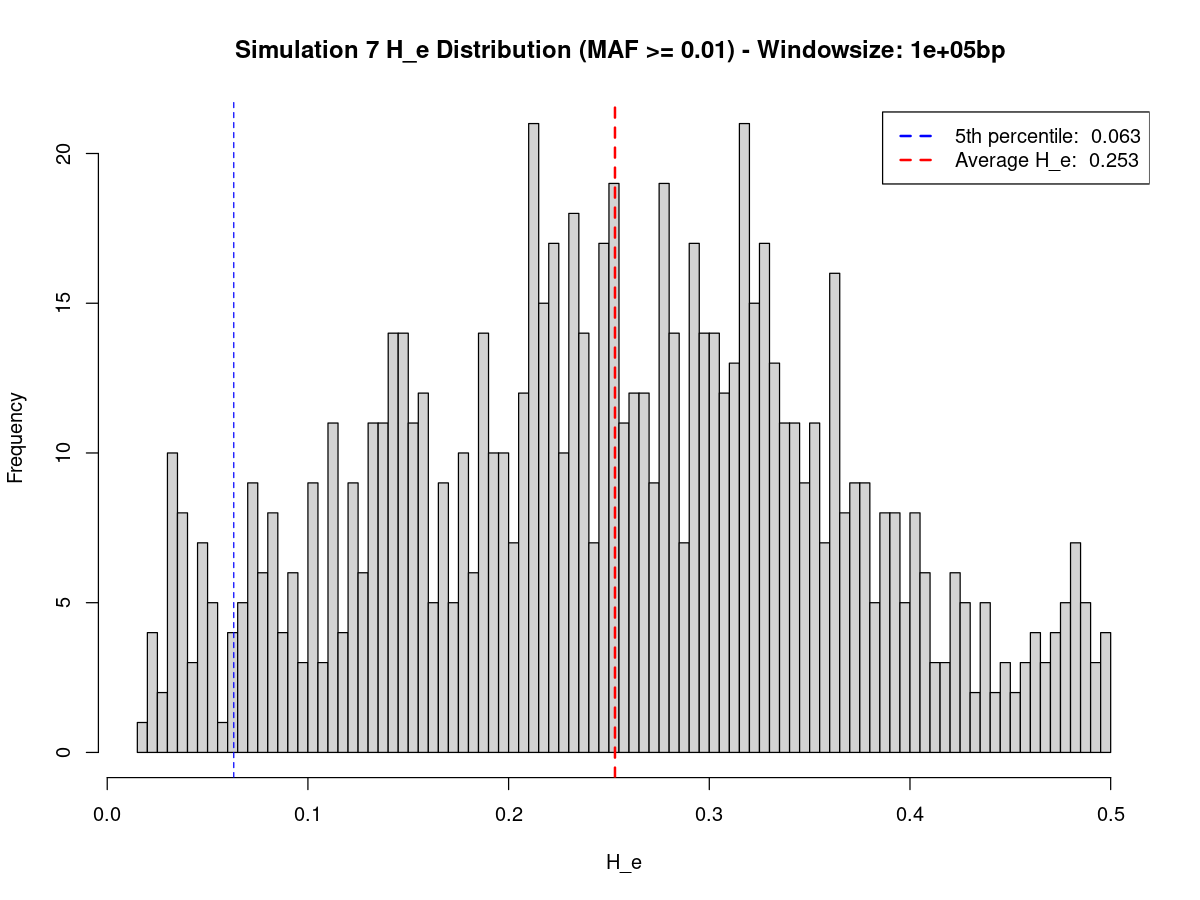 Simulation 7 H_e Distribution (MAF >= 0.01) - Windowsize: 1e+05bp
5th percentile:  0.063
Average H_e:  0.253
Frequency
20
15
10
5
0
0.0 0.1 0.2 0.3 0.4 0.5
H_e